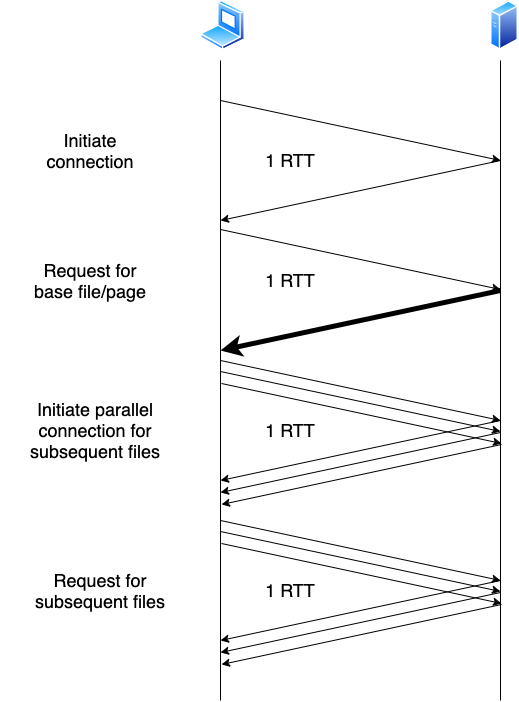 Initiate
connection
1 RTT
Request for
base file/page
1 RTT
Initiate parallel
connection for
subsequent files
1 RTT
Request for
subsequent files
1 RTT